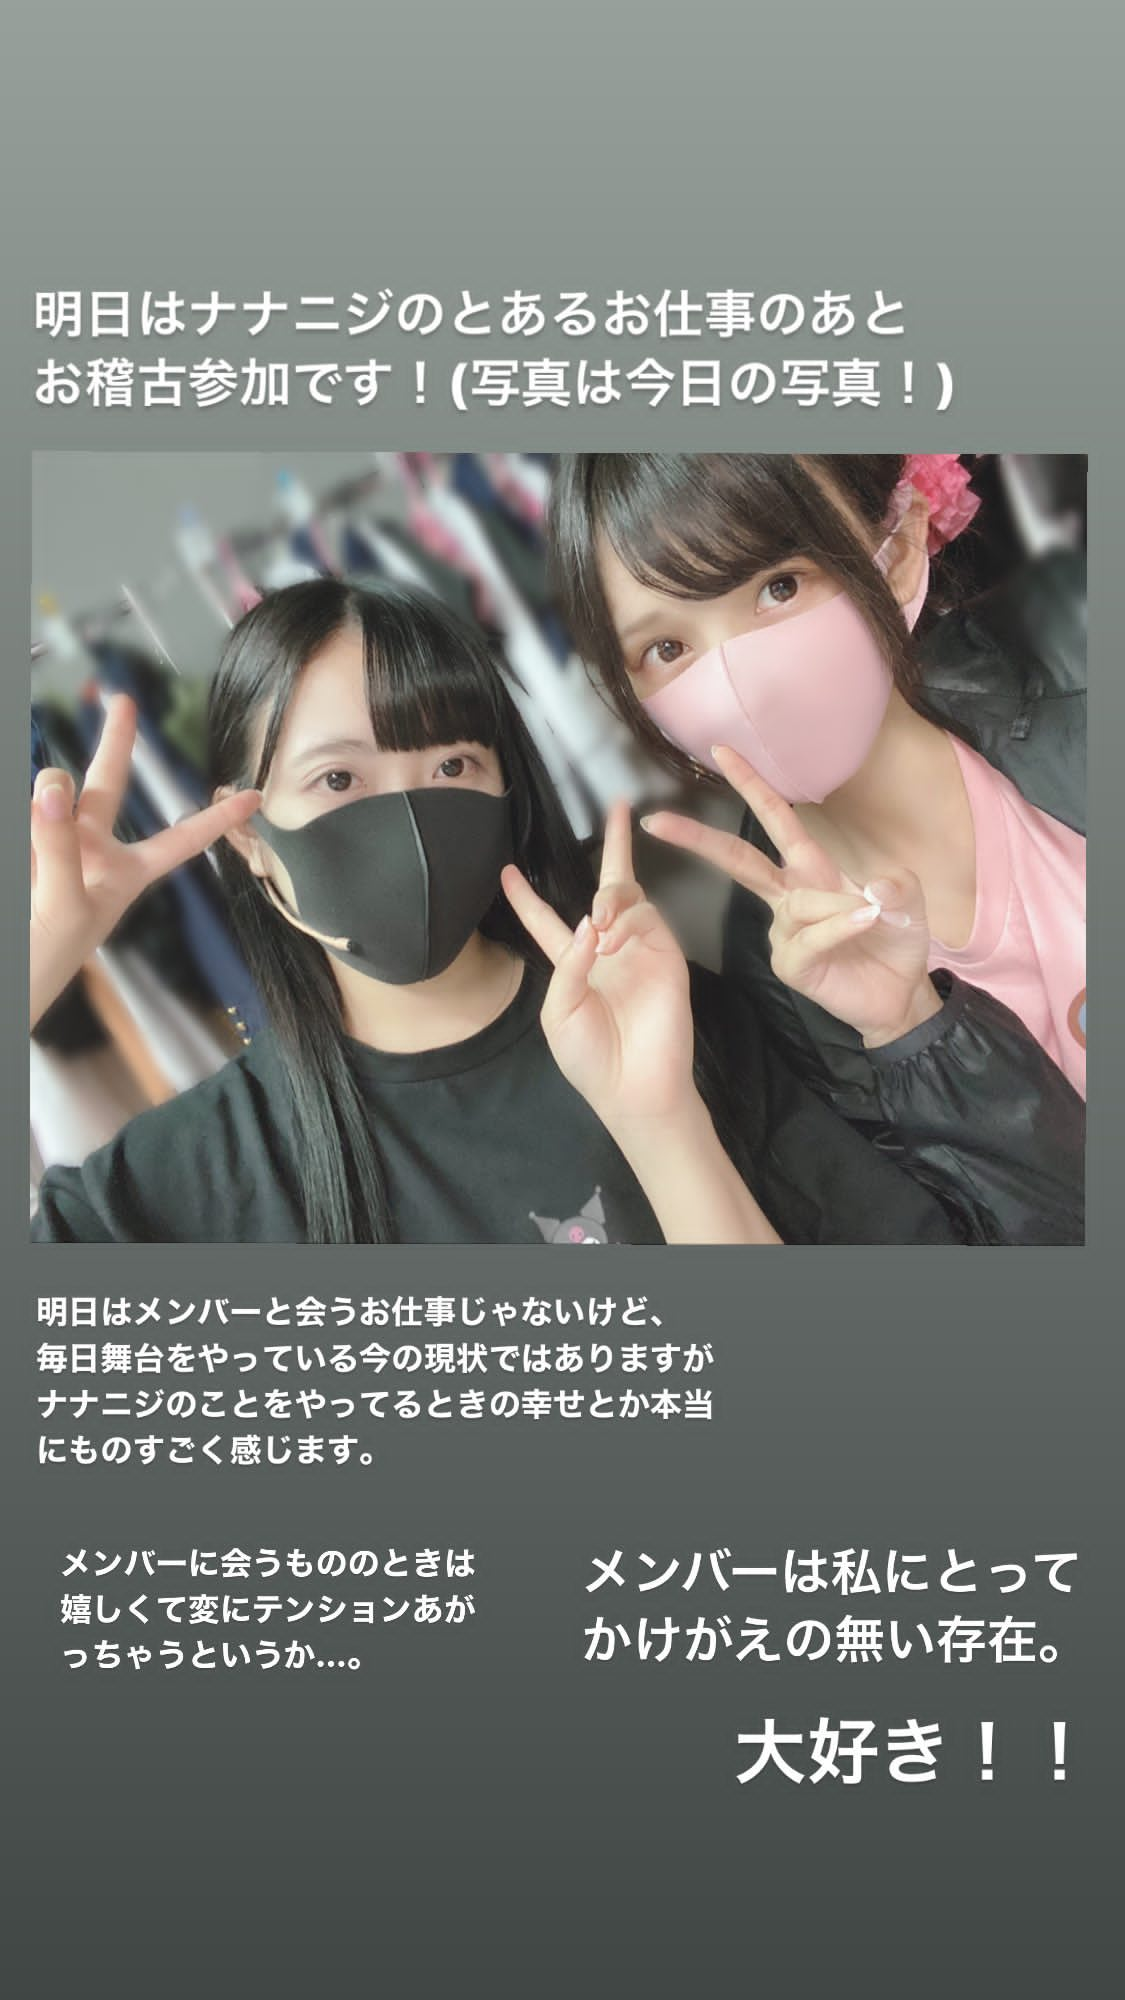 明日はナナニジのとあるお仕事のあと
お稽古参加です！(写真は今日の写真！)
明日はメンバーと会うお仕事じゃないけど、
毎日舞台をやっている今の現状ではありますが
ナナニジのことをやってるときの幸せとか本当
にものすごく感じます。
メンバーに会うもののときは
嬉しくて変にテンションあが
っちゃうというか...。
メンバーは私にとって
かけがえの無い存在。
大好き！！